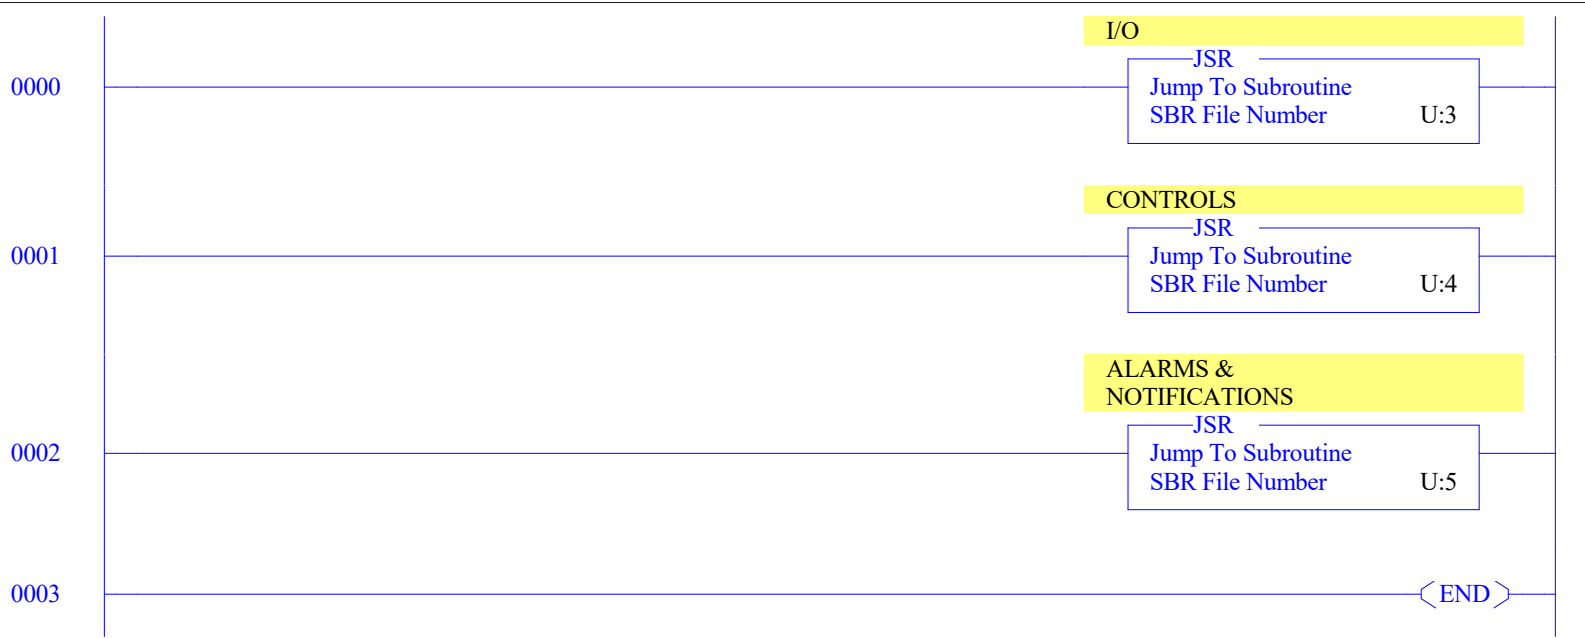 I/O
JSR
0000
Jump To Subroutine
SBR File Number U:3
CONTROLS
JSR
0001
Jump To Subroutine
SBR File Number U:4
ALARMS &
NOTIFICATIONS
JSR
0002
Jump To Subroutine
SBR File Number U:5
0003
END